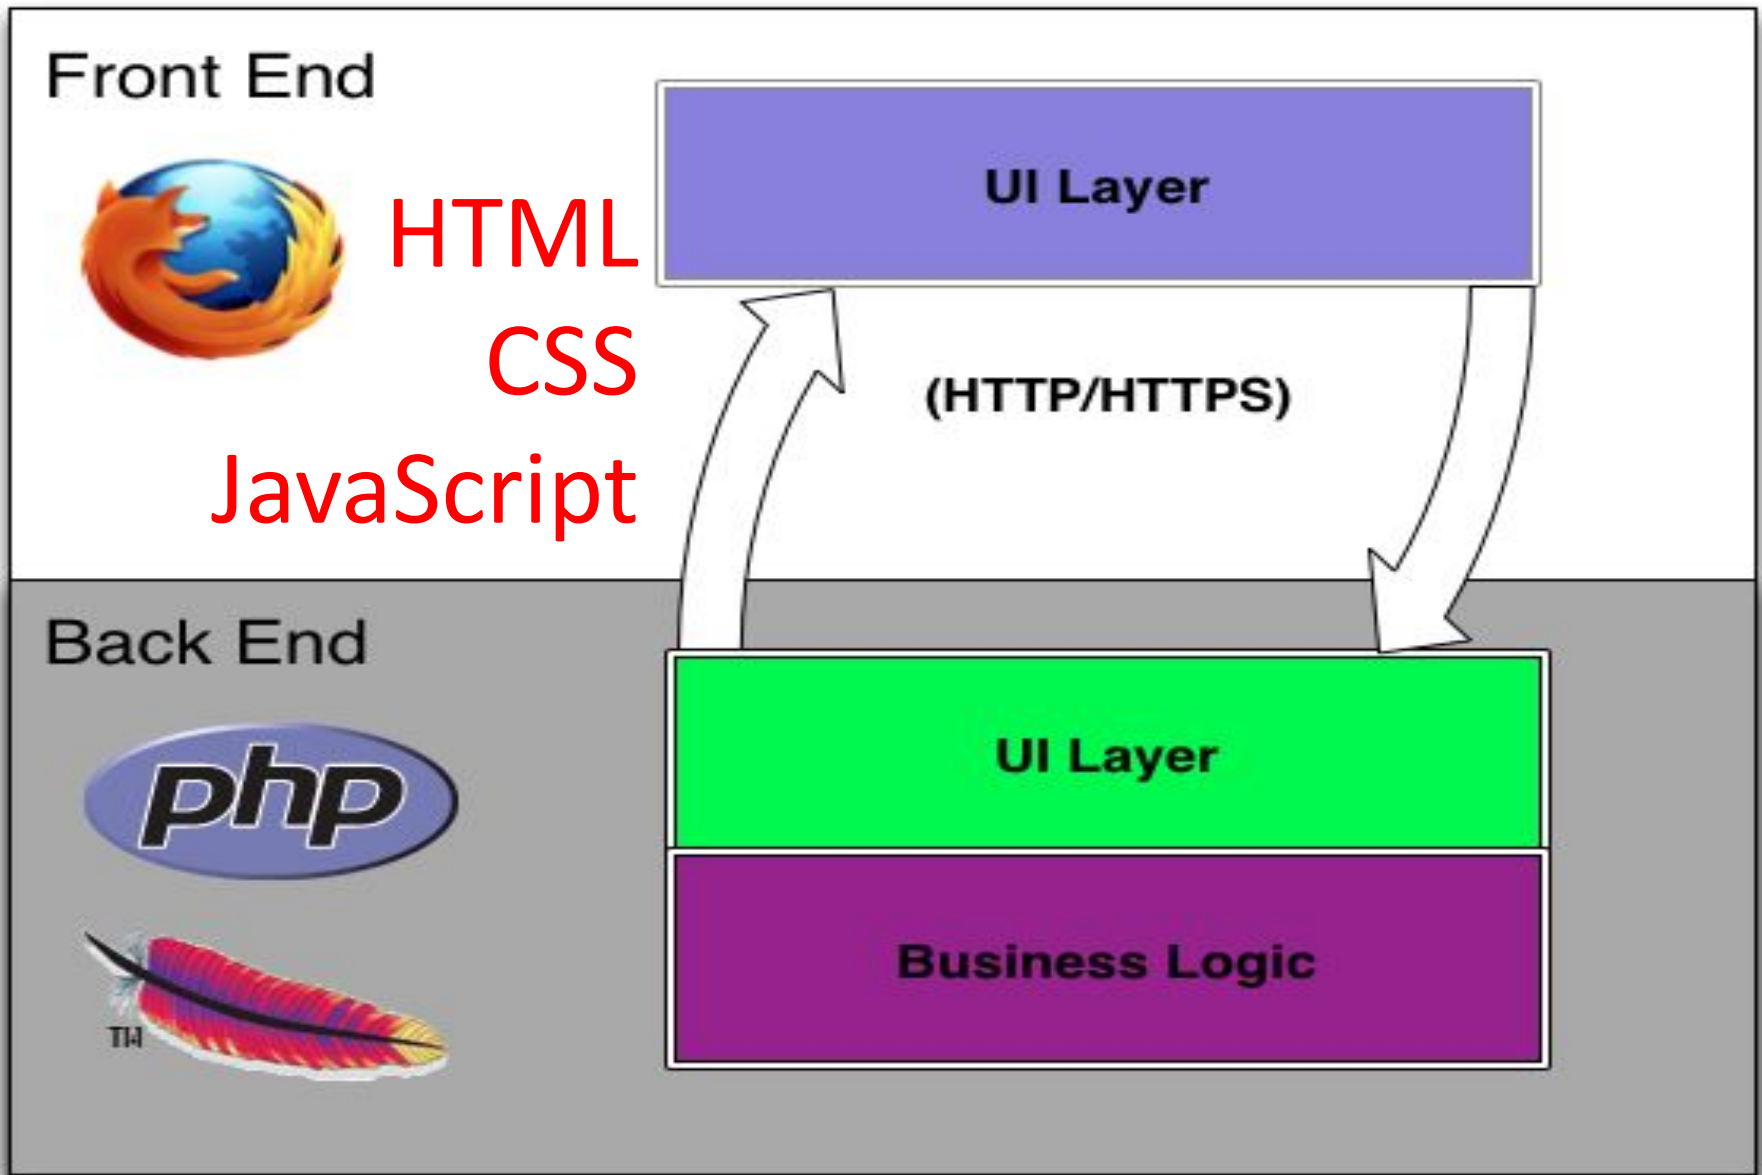 Front End
UI Layer
HTML
CSS
JavaScript
(HTTP/HTTPS)
Back End
UI Layer
php
Business Logic
TM